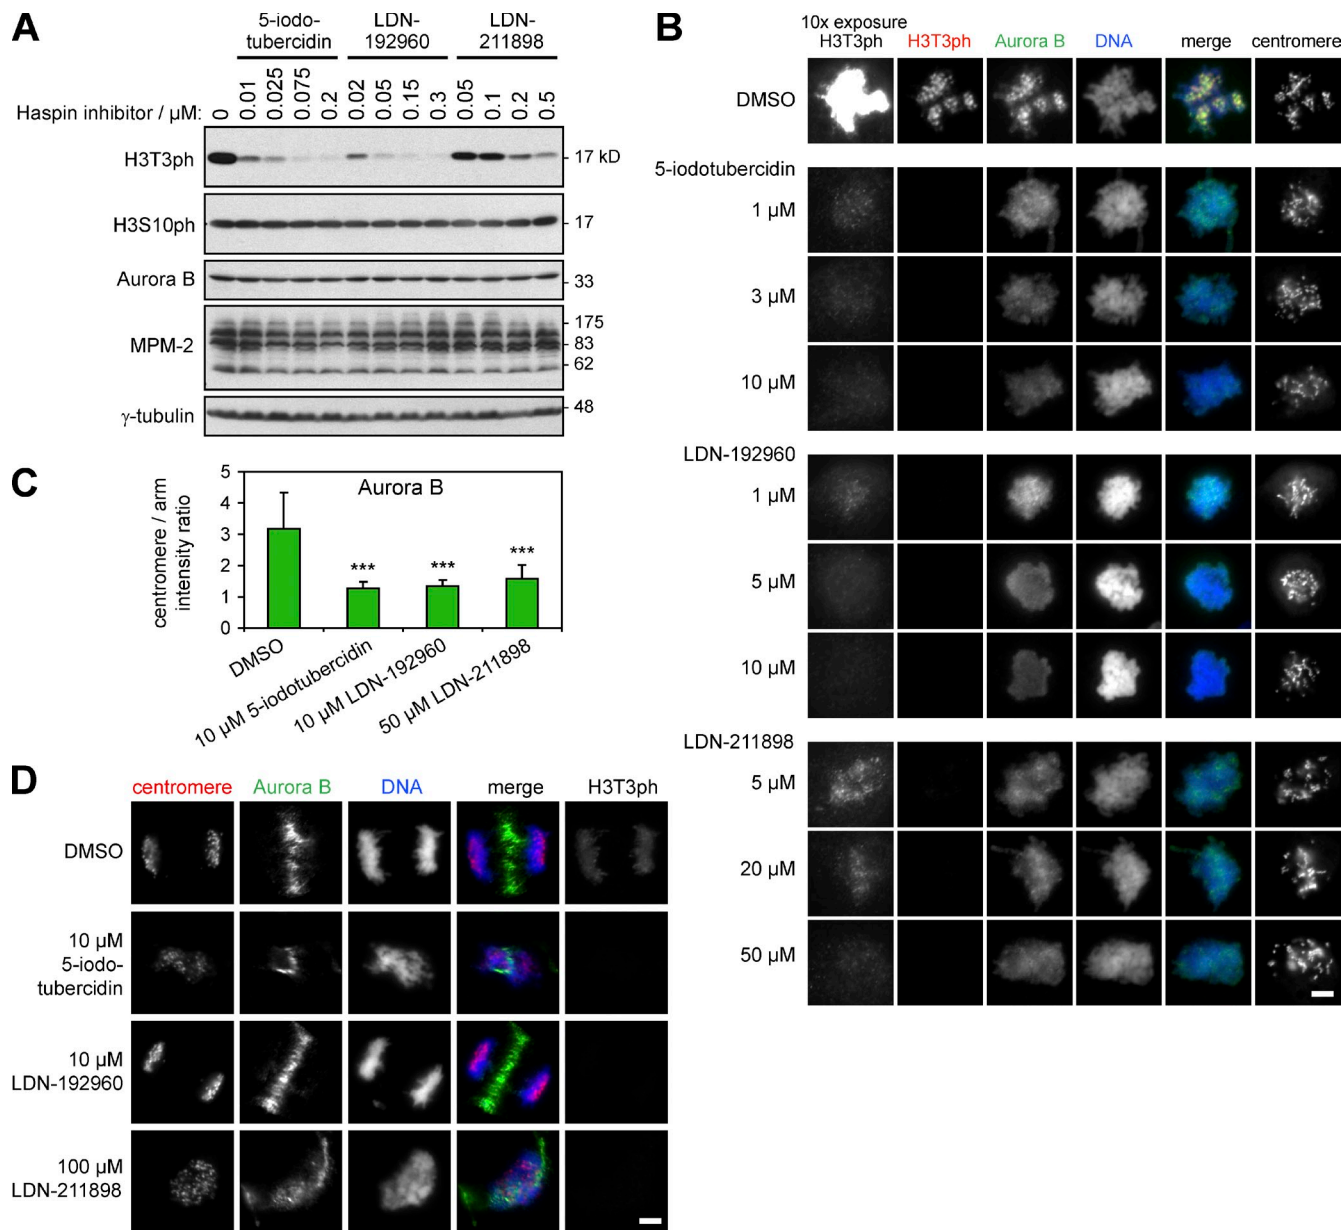 A
5-iodo-
tubercidin
LDN-
192960
LDN-
211898
Haspin inhibitor / µM:
0 0.01 0.025 0.075 0.2 0.02 0.05 0.15 0.3 0.05 0.1 0.2 0.5
H3T3ph
17 kD
H3S10ph
17
Aurora B
33
MPM-2
175
83
62
γ-tubulin
48
B
10x exposure
H3T3ph H3T3ph Aurora B DNA merge centromere
DMSO
5-iodotubercidin
1 µM
3 µM
10 µM
LDN-192960
1 µM
5 µM
10 µM
LDN-211898
5 µM
20 µM
50 µM
C
Aurora B
centromere / arm
intensity ratio
5
4
3
2
1
0
*** *** ***
DMSO
10 µM 5-iodotubercidin
10 µM LDN-192960
50 µM LDN-211898
D
centromere Aurora B DNA merge H3T3ph
DMSO
10 µM
5-iodo-
tubercidin
10 µM
LDN-192960
100 µM
LDN-211898